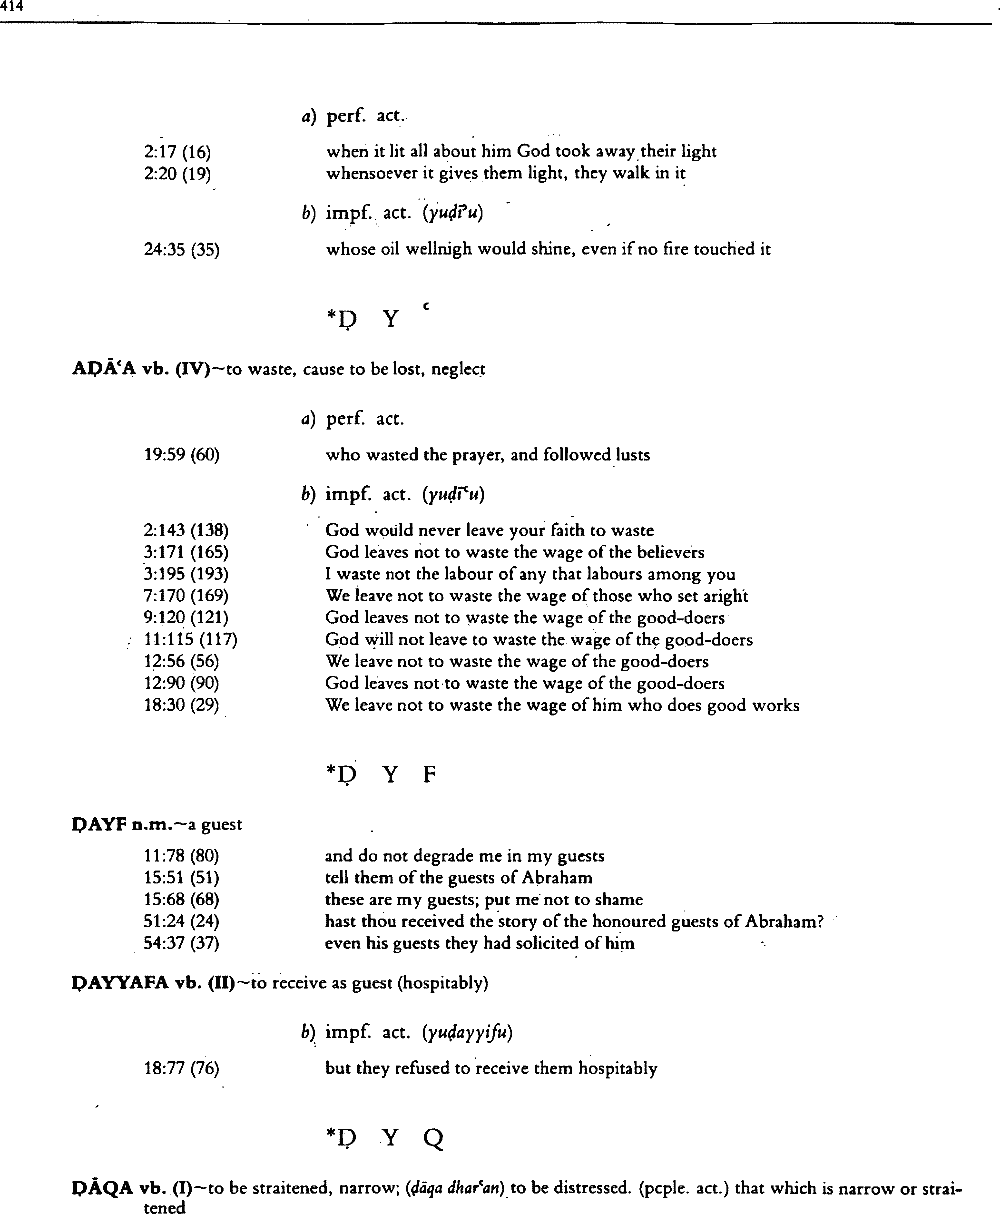 414
a) perf. act.
2:17 (16) when it lit all about him God took away their light
2:20 (19) whensoever it gives them light, they walk in it
b) impf. act. (yuḍīʾu)
24:35 (35) whose oil wellnigh would shine, even if no fire touched it
*Ḍ Y ʿ
AḌĀʿA vb. (IV)~to waste, cause to be lost, neglect
a) perf. act.
19:59 (60) who wasted the prayer, and followed lusts
b) impf. act. (yuḍīʿu)
2:143 (138) God would never leave your faith to waste
3:171 (165) God leaves not to waste the wage of the believers
3:195 (193) I waste not the labour of any that labours among you
7:170 (169) We leave not to waste the wage of those who set aright
9:120 (121) God leaves not to waste the wage of the good-doers
11:115 (117) God will not leave to waste the wage of the good-doers
12:56 (56) We leave not to waste the wage of the good-doers
12:90 (90) God leaves not to waste the wage of the good-doers
18:30 (29) We leave not to waste the wage of him who does good works
*Ḍ Y F
ḌAYF n.m.~a guest
11:78 (80) and do not degrade me in my guests
15:51 (51) tell them of the guests of Abraham
15:68 (68) these are my guests; put me not to shame
51:24 (24) hast thou received the story of the honoured guests of Abraham?
54:37 (37) even his guests they had solicited of him
ḌAYYAFA vb. (II)~to receive as guest (hospitably)
b) impf. act. (yuḍayyifu)
18:77 (76) but they refused to receive them hospitably
*Ḍ Y Q
ḌĀQA vb. (I)~to be straitened, narrow; (ḍāqa dharʿan) to be distressed. (pcple. act.) that which is narrow or strai-
tened